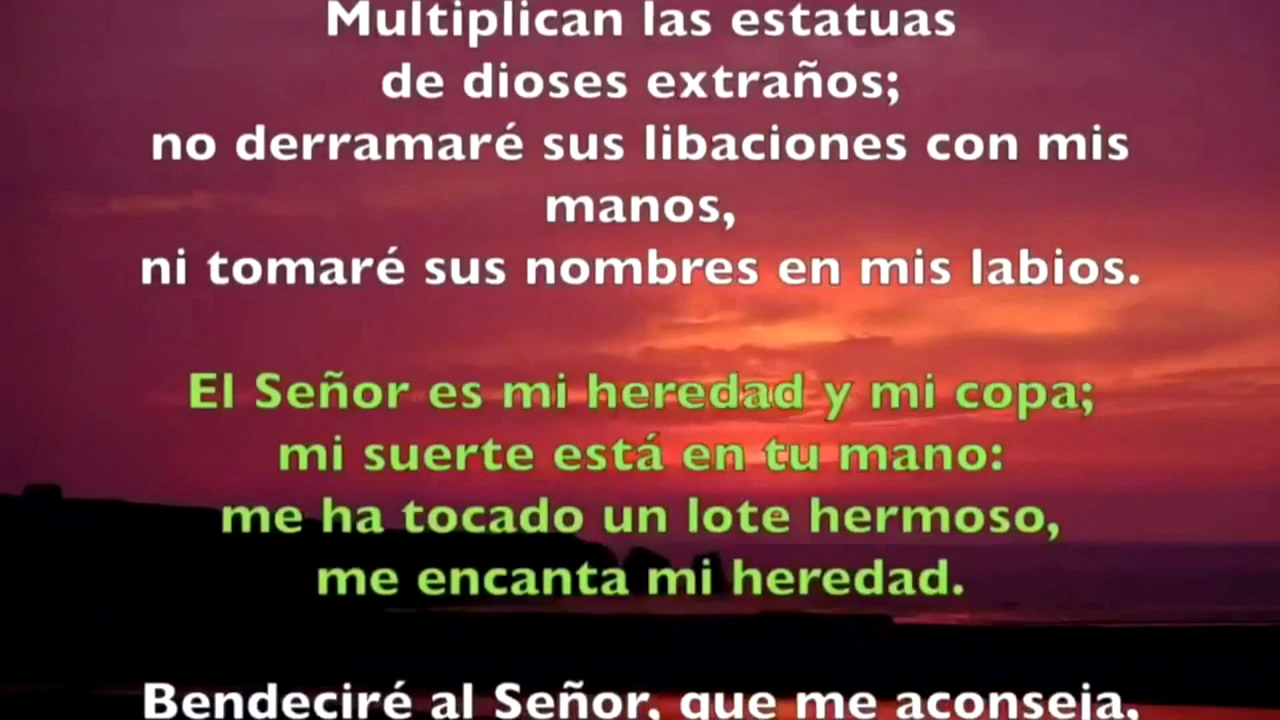 Multiplican las estatuas
de dioses extraños;
no derramaré sus libaciones con mis
manos,
ni tomaré sus nombres en mis labios.
El Señor es mi heredad y mi copa;
mi suerte está en tu mano:
me ha tocado un lote hermoso,
me encanta mi heredad.
Bendeciré al Señor, que me aconseja,